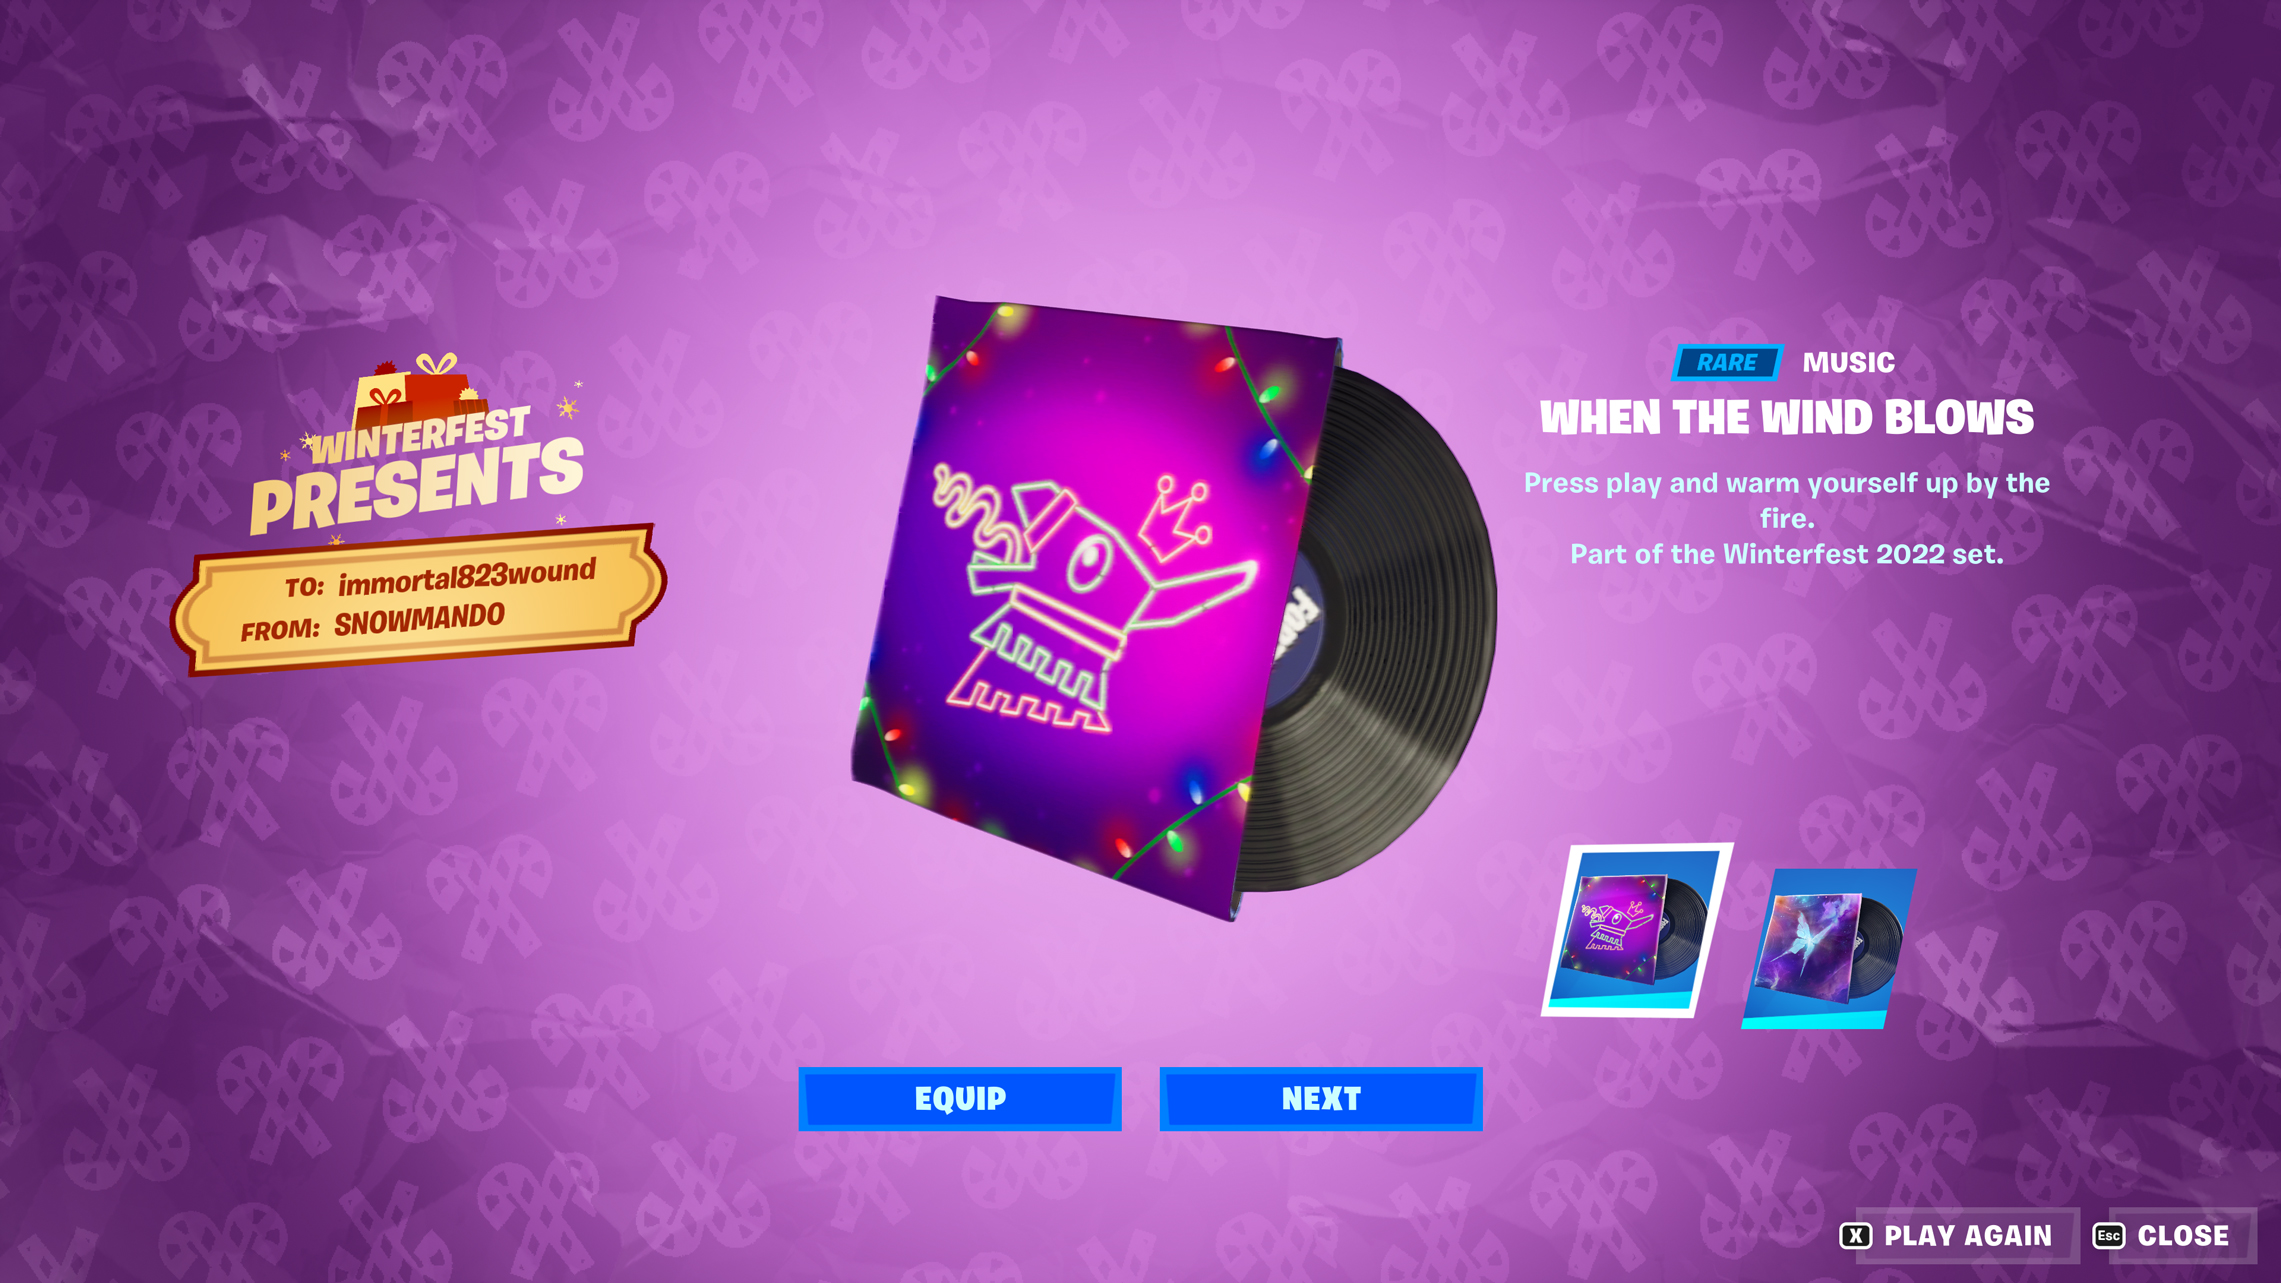 WINTERFEST
PRESENTS
TO: immortal823wound
FROM: SNOWMANDO
RARE MUSIC
WHEN THE WIND BLOWS
Press play and warm yourself up by the
fire.
Part of the Winterfest 2022 set.
EQUIP
NEXT
X PLAY AGAIN
Esc CLOSE